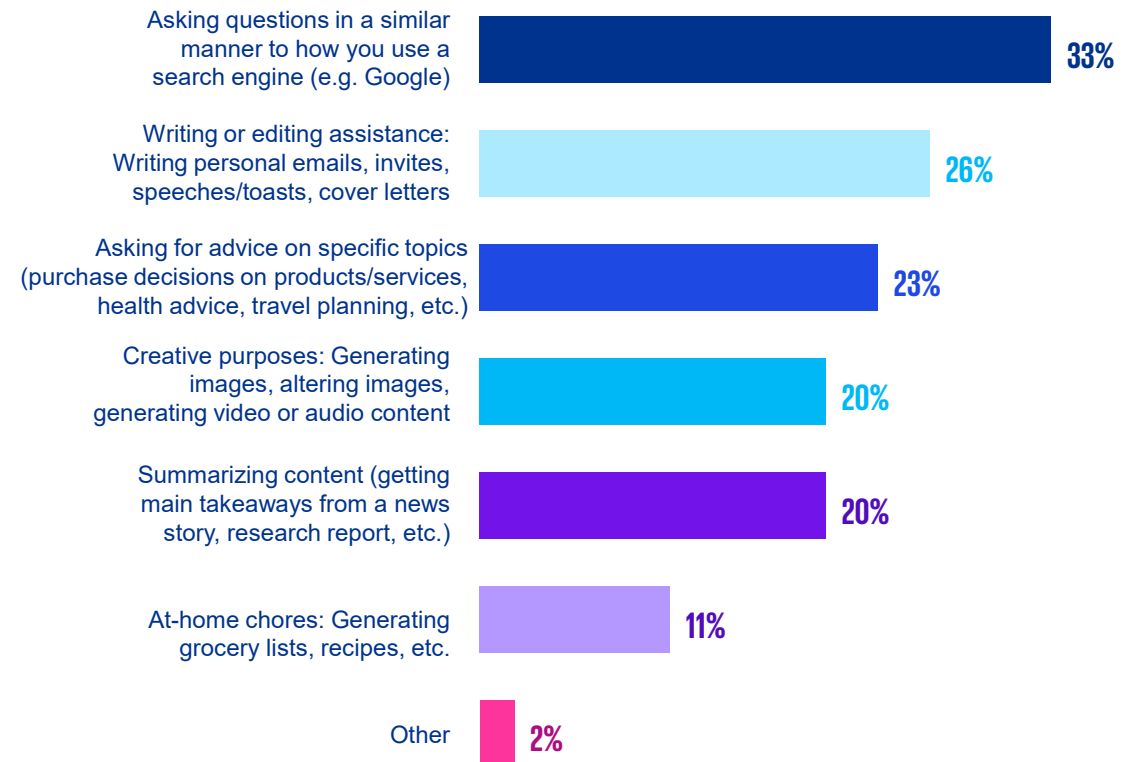 Asking questions in a similar
manner to how you use a
search engine (e.g. Google)
33%
Writing or editing assistance:
Writing personal emails, invites,
speeches/toasts, cover letters
26%
Asking for advice on specific topics
(purchase decisions on products/services,
health advice, travel planning, etc.)
23%
Creative purposes: Generating
images, altering images,
generating video or audio content
20%
Summarizing content (getting
main takeaways from a news
story, research report, etc.)
20%
At-home chores: Generating
grocery lists, recipes, etc.
11%
Other
2%